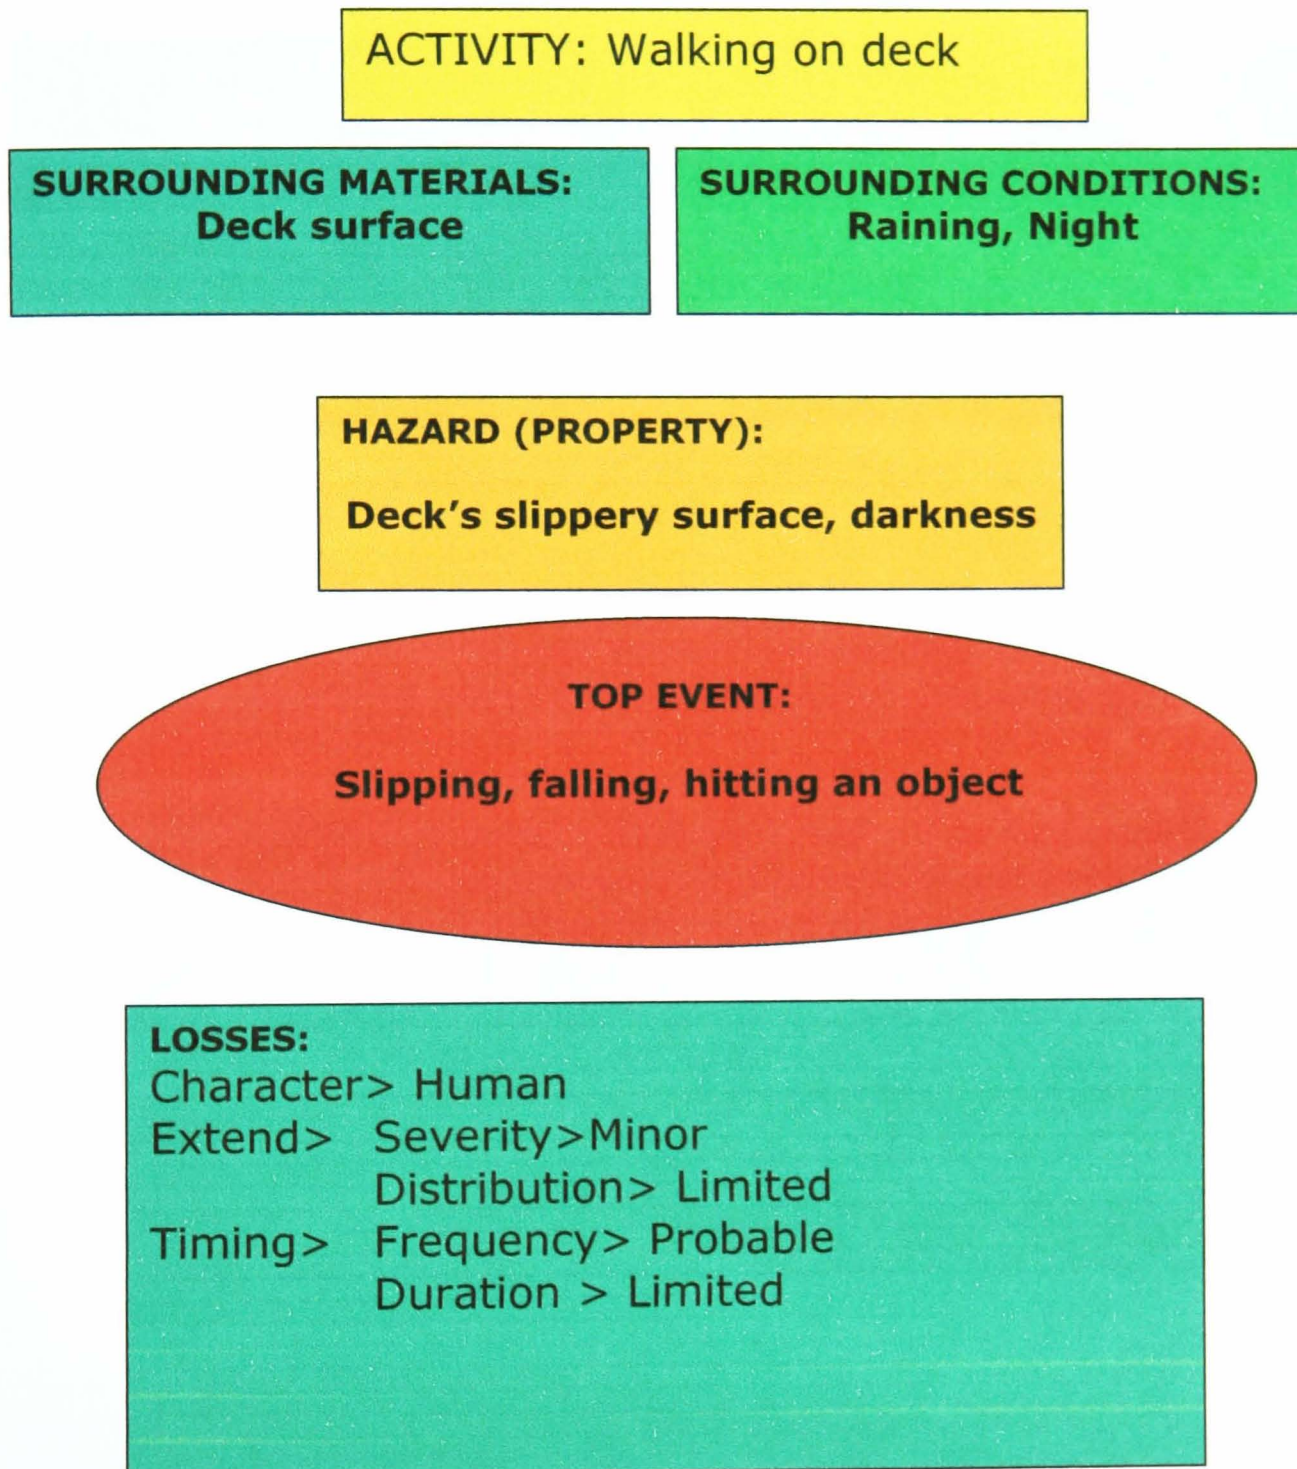 ACTIVITY: Walking on deck
SURROUNDING MATERIALS:
Deck surface
SURROUNDING CONDITIONS:
Raining, Night
HAZARD (PROPERTY):
Deck's slippery surface, darkness
TOP EVENT:
Slipping, falling, hitting an object
LOSSES:
Character> Human
Extend> Severity>Minor
Distribution> Limited
Timing> Frequency> Probable
Duration > Limited